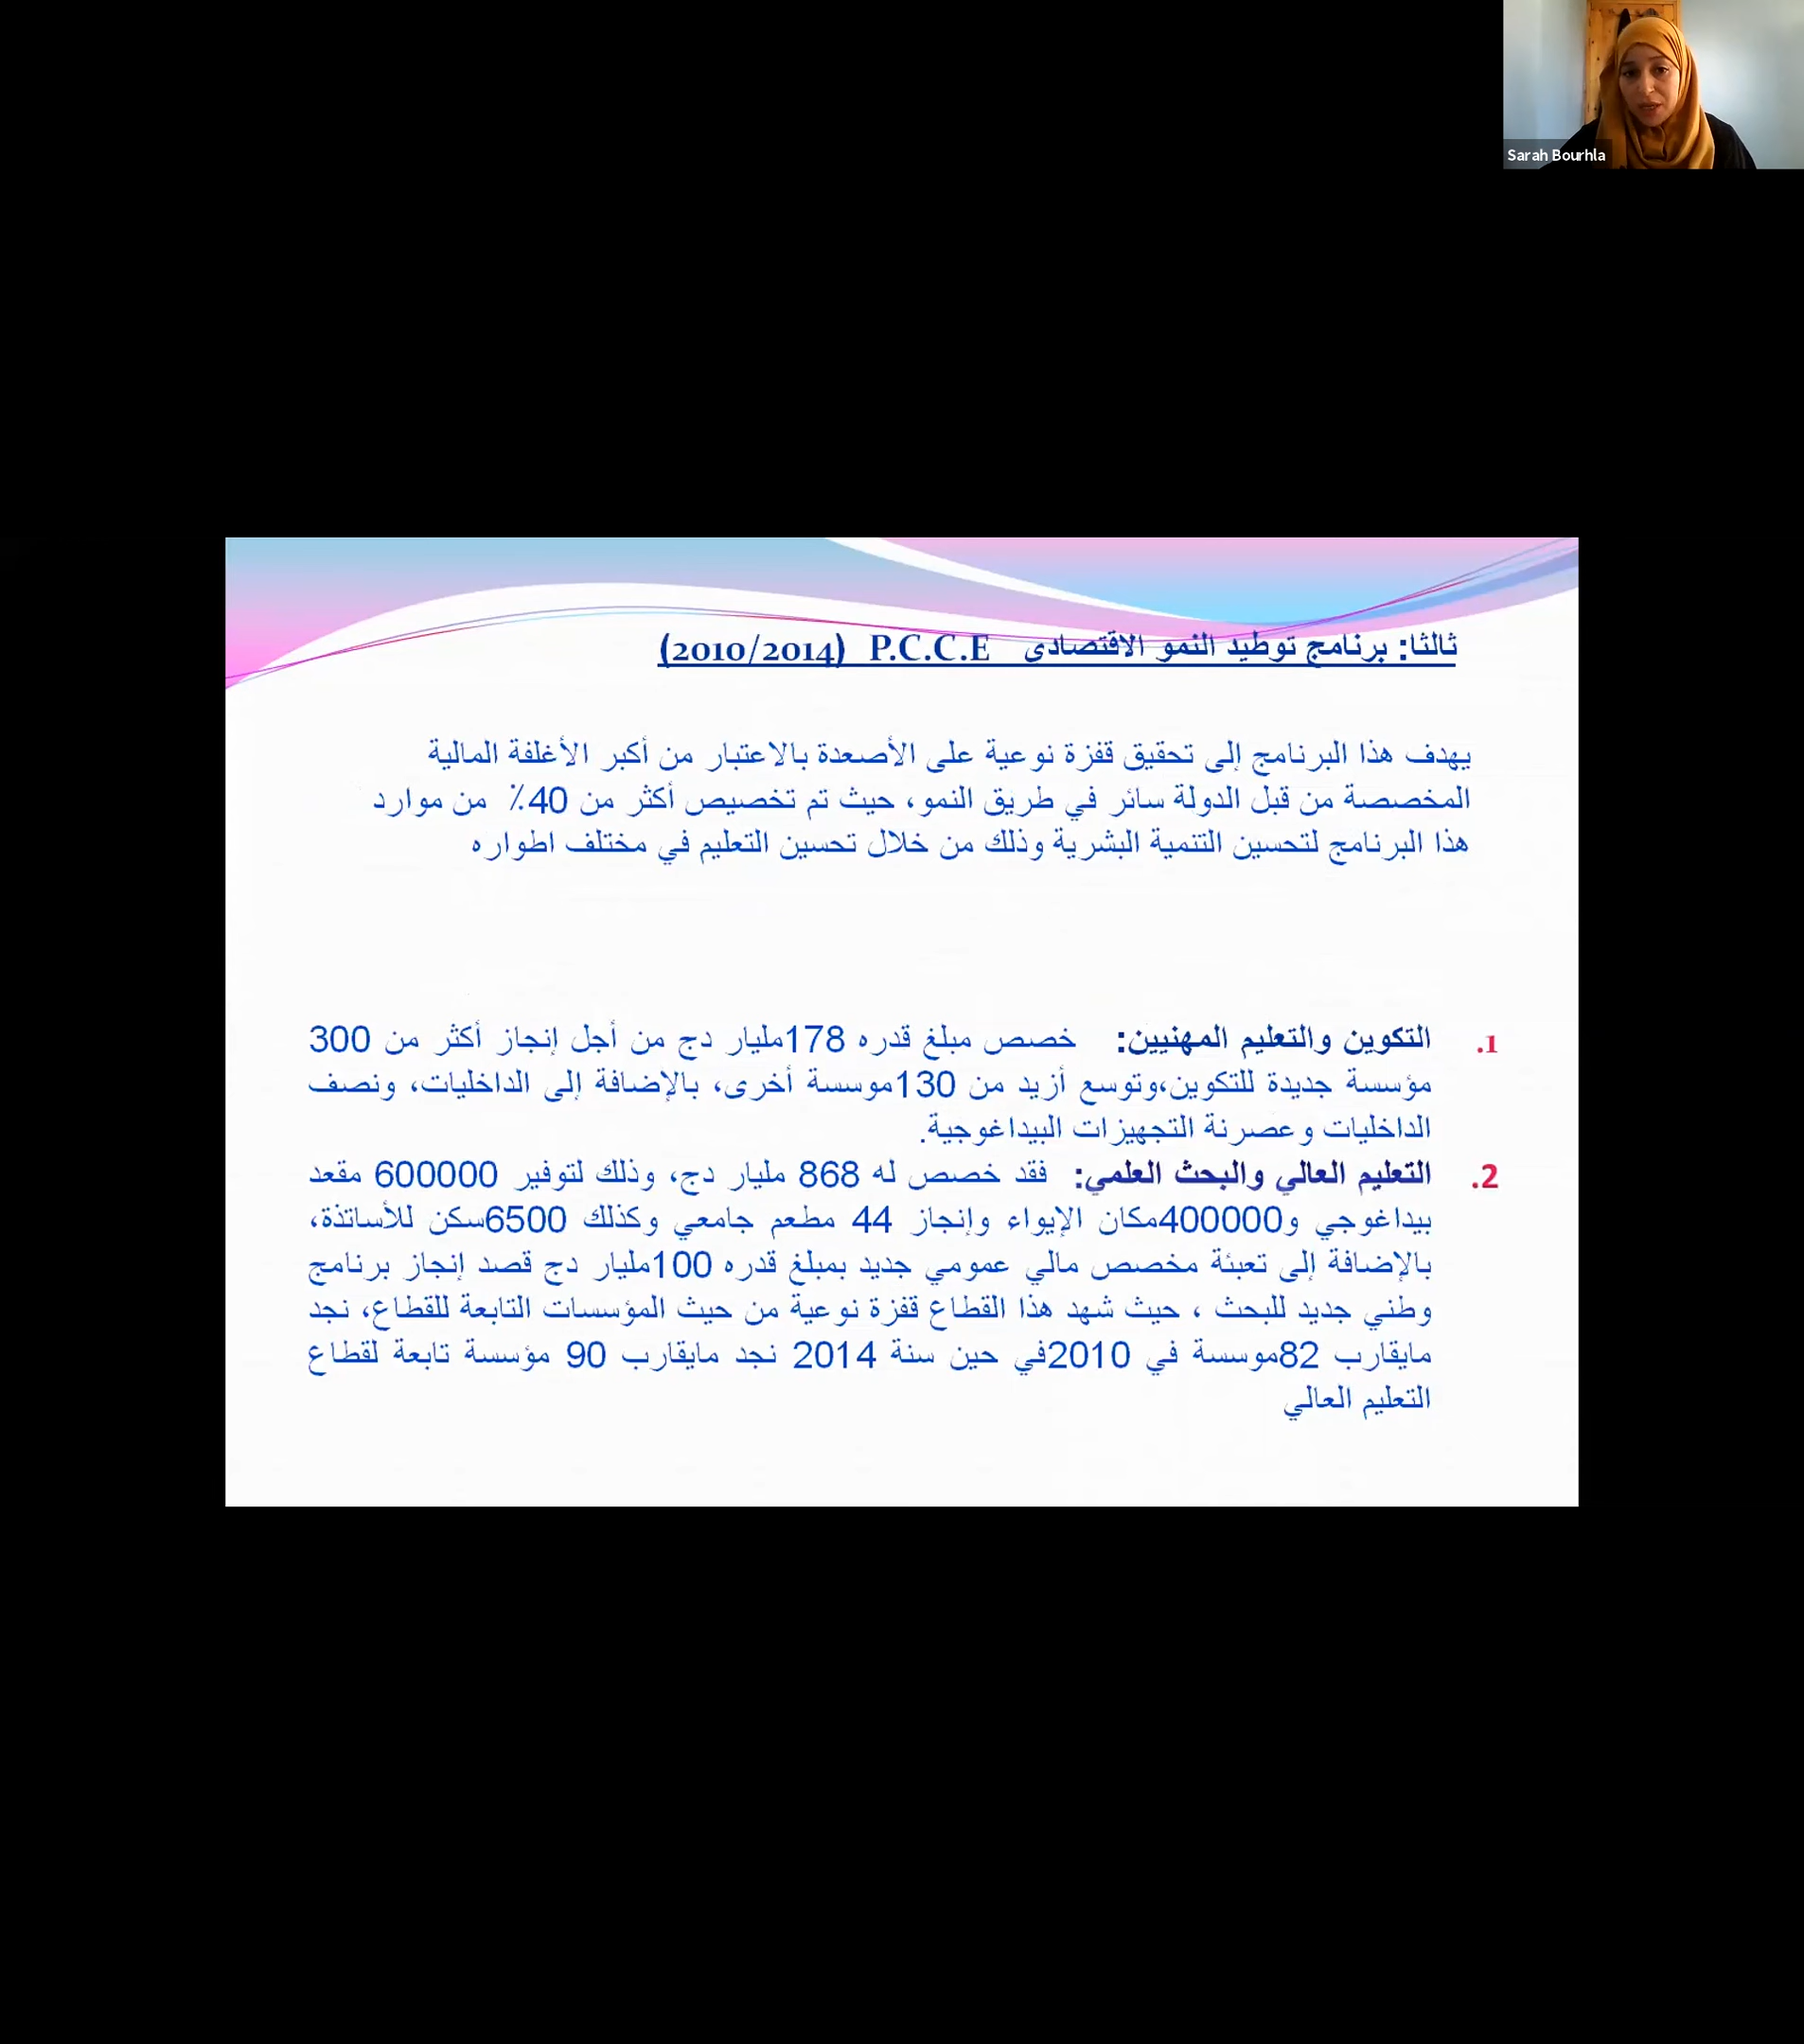 Sarah Bourhla
ثالثا: برنامج توطيد النمو الاقتصادى P.C.C.E (2010/2014)
يهدف هذا البرنامج إلى تحقيق قفزة نوعية على الأصعدة بالاعتبار من أكبر الأغلفة المالية
المخصصة من قبل الدولة سائر في طريق النمو، حيث تم تخصيص أكثر من 40٪ من موارد
هذا البرنامج لتحسين التنمية البشرية وذلك من خلال تحسين التعليم في مختلف اطواره
1. التكوين والتعليم المهنيين: خصص مبلغ قدره 178مليار دج من أجل إنجاز أكثر من 300
مؤسسة جديدة للتكوين،وتوسع أزيد من 130موسسة أخرى، بالإضافة إلى الداخليات، ونصف
الداخليات وعصرنة التجهيزات البيداغوجية.
2. التعليم العالي والبحث العلمي: فقد خصص له 868 مليار دج، وذلك لتوفير 600000 مقعد
بيداغوجي و400000مكان الإيواء وإنجاز 44 مطعم جامعي وكذلك 6500سكن للأساتذة،
بالإضافة إلى تعبئة مخصص مالي عمومي جديد بمبلغ قدره 100مليار دج قصد إنجاز برنامج
وطني جديد للبحث ، حيث شهد هذا القطاع قفزة نوعية من حيث المؤسسات التابعة للقطاع، نجد
مايقارب 82موسسة في 2010في حين سنة 2014 نجد مايقارب 90 مؤسسة تابعة لقطاع
التعليم العالي